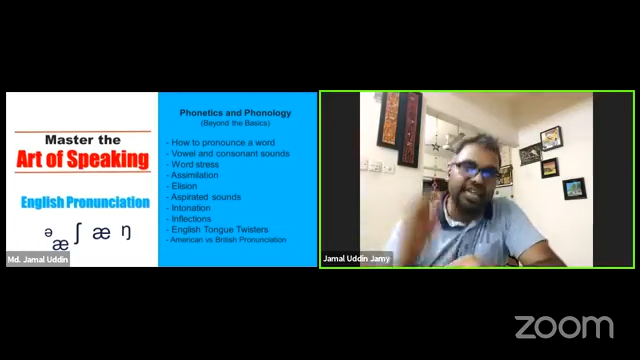 Master the
Art of Speaking
English Pronunciation
ə
æ ʃ æ ŋ
Md. Jamal Uddin
Phonetics and Phonology
(Beyond the Basics)
- How to pronounce a word
- Vowel and consonant sounds
- Word stress
- Assimilation
- Elision
- Aspirated sounds
- Intonation
- Inflections
- English Tongue Twisters
- American vs British Pronunciation
Jamal Uddin Jamy
zoom